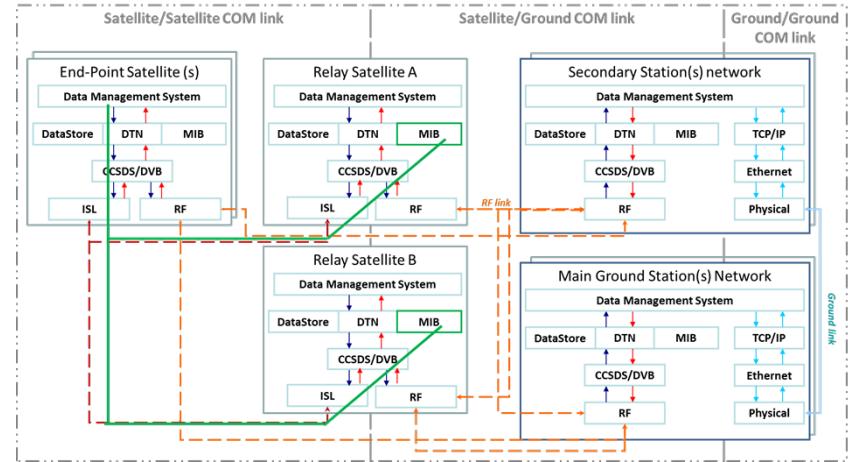 Satellite/Satellite COM link
Satellite/Ground COM link
Ground/Ground
COM link
End-Point Satellite (s)
Data Management System
DataStore
DTN
MIB
CCSDS/DVB
ISL
RF
Relay Satellite A
Data Management System
DataStore
DTN
MIB
CCSDS/DVB
ISL
RF
RF link
Secondary Station(s) network
Data Management System
DataStore
DTN
MIB
TCP/IP
CCSDS/DVB
Ethernet
RF
Physical
Relay Satellite B
Data Management System
DataStore
DTN
MIB
CCSDS/DVB
ISL
RF
Main Ground Station(s) Network
Data Management System
DataStore
DTN
MIB
TCP/IP
CCSDS/DVB
Ethernet
RF
Physical
Ground link